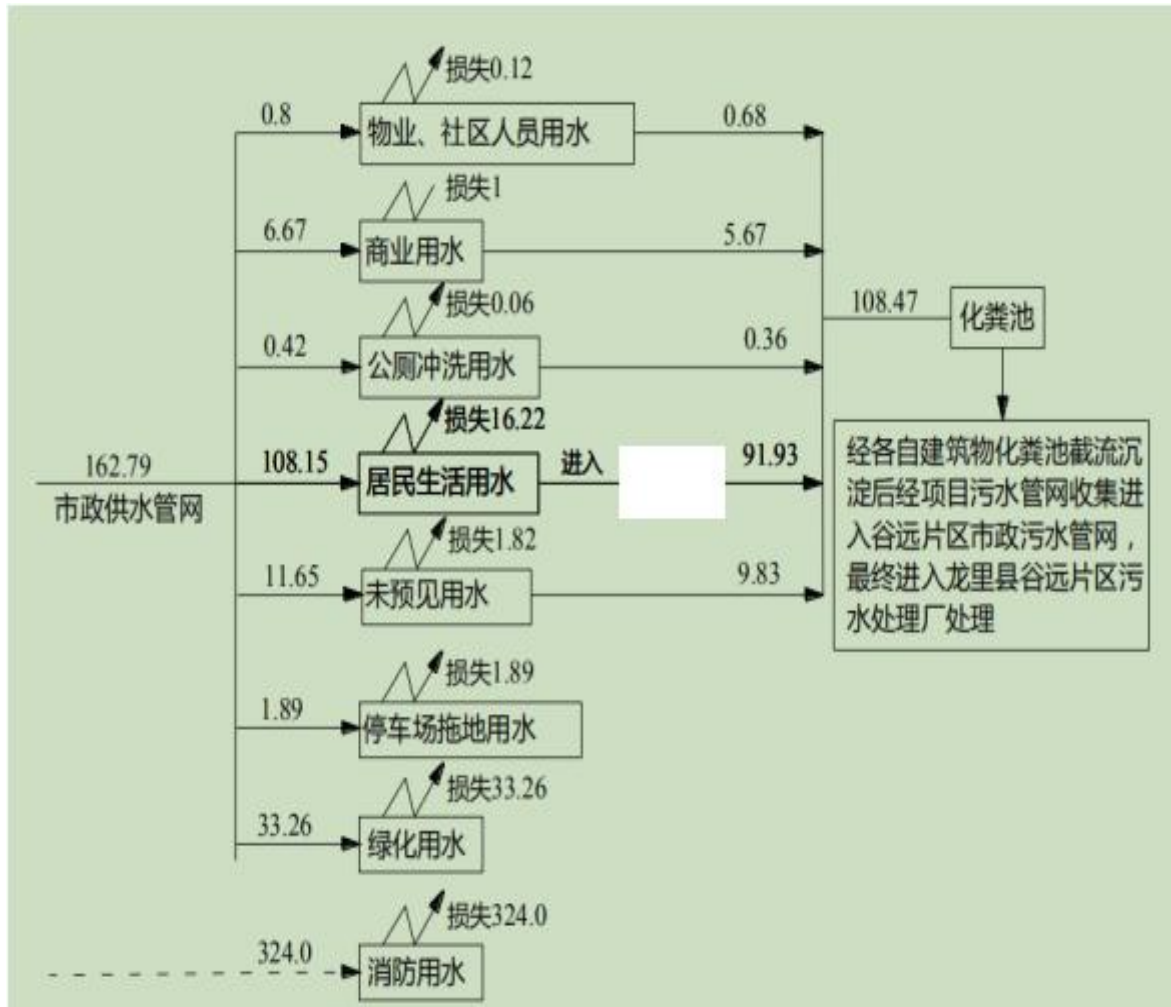 损失0.12
0.8
物业、社区人员用水
0.68
损失1
6.67
商业用水
5.67
损失0.06
0.42
公厕冲洗用水
0.36
108.47
化粪池
损失16.22
162.79
市政供水管网
108.15
居民生活用水
进入
91.93
经各自建筑物化粪池截流沉
淀后经项目污水管网收集进
入谷远片区市政污水管网，
最终进入龙里县谷远片区污
水处理厂处理
损失1.82
11.65
未预见用水
9.83
损失1.89
1.89
停车场拖地用水
损失33.26
33.26
绿化用水
损失324.0
324.0
消防用水